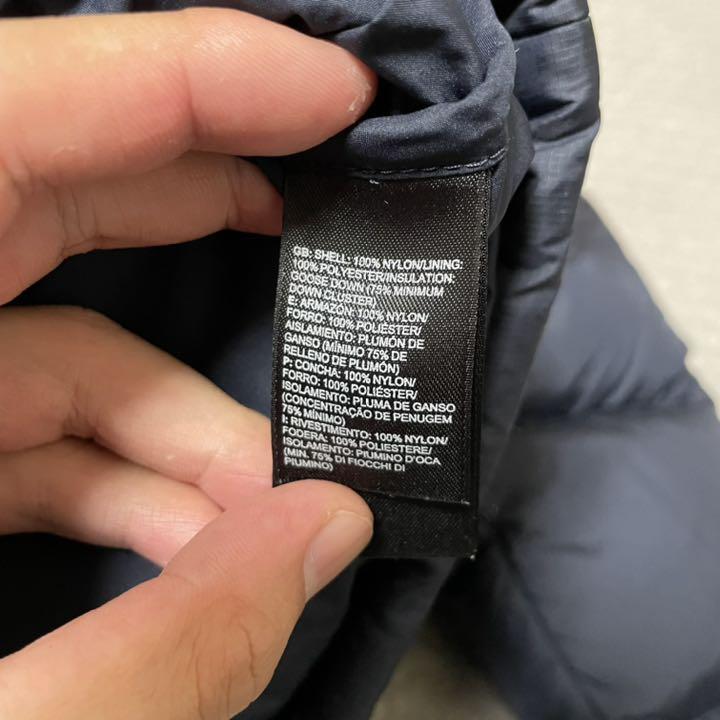 GB: SHELL: 100% NYLON/LINING:
100% POLYESTER/INSULATION:
GOOSE DOWN (75% MINIMUM
DOWN CLUSTER)
E: ARMAZON: 100% NYLON/
FORRO: 100% POLIÉSTER/
AISLAMIENTO: PLUMÓN DE
GANSO (MÍNIMO 75% DE
RELLENO DE PLUMÓN)
P: CONCHA: 100% NYLON/
FORRO: 100% POLIÉSTER/
ISOLAMENTO: PLUMA DE GANSO
(CONCENTRAÇÃO DE PENUGEM
75% MÍNIMO)
I: RIVESTIMENTO: 100% NYLON/
FODERA: 100% POLIESTERE/
ISOLAMENTO: PIUMINO D'OCA
(MIN. 75% DI FIOCCHI DI
PIUMINO)